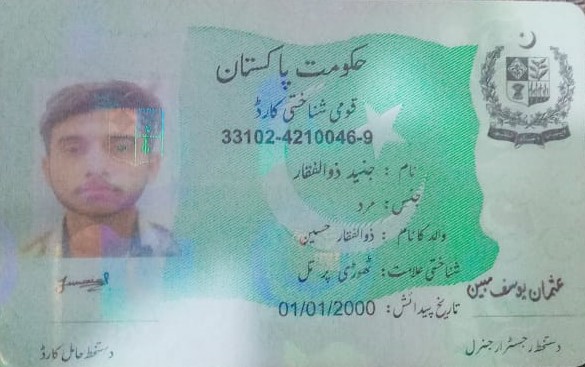 حکومت پاکستان
قومی شناختی کارڈ
33102-4210046-9
نام : جنید ذوالفقار
جنس: مرد
والد کا نام : ذوالفقار حسین
شناختی علامت: ٹھوڑی پر تل
تاریخ پیدائش: 01/01/2000
عثمان یوسف مبین
دستخط رجسٹرار جنرل
دستخط حامل کارڈ